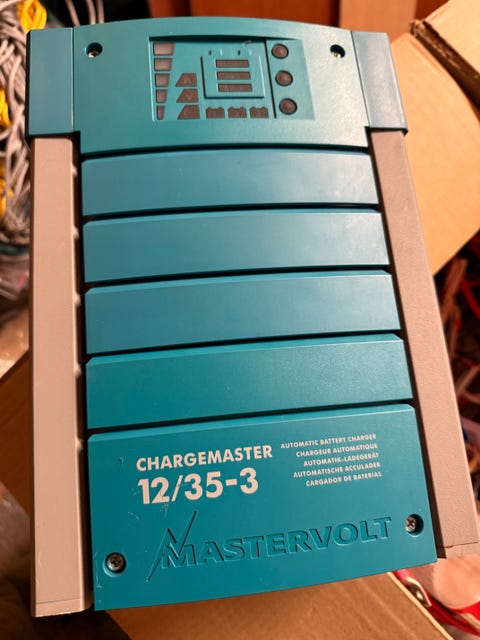 CHARGEMASTER
12/35-3
AUTOMATIC BATTERY CHARGER
CHARGEUR AUTOMATIQUE
AUTOMATIK-LADEGERÄT
AUTOMATISCHE ACCULADER
CARGADOR DE BATERIAS
MASTERVOLT